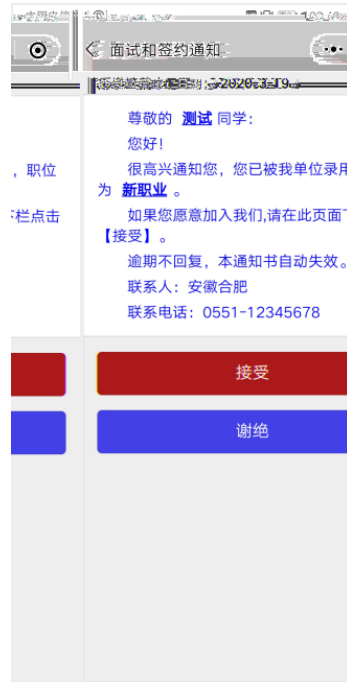 面试和签约通知
2020-3-19
尊敬的 测试 同学：
您好！
，职位
很高兴通知您，您已被我单位录用
为 新职业 。
栏点击
如果您愿意加入我们,请在此页面
【接受】。
逾期不回复，本通知书自动失效。
联系人：安徽合肥
联系电话：0551-12345678
接受
谢绝